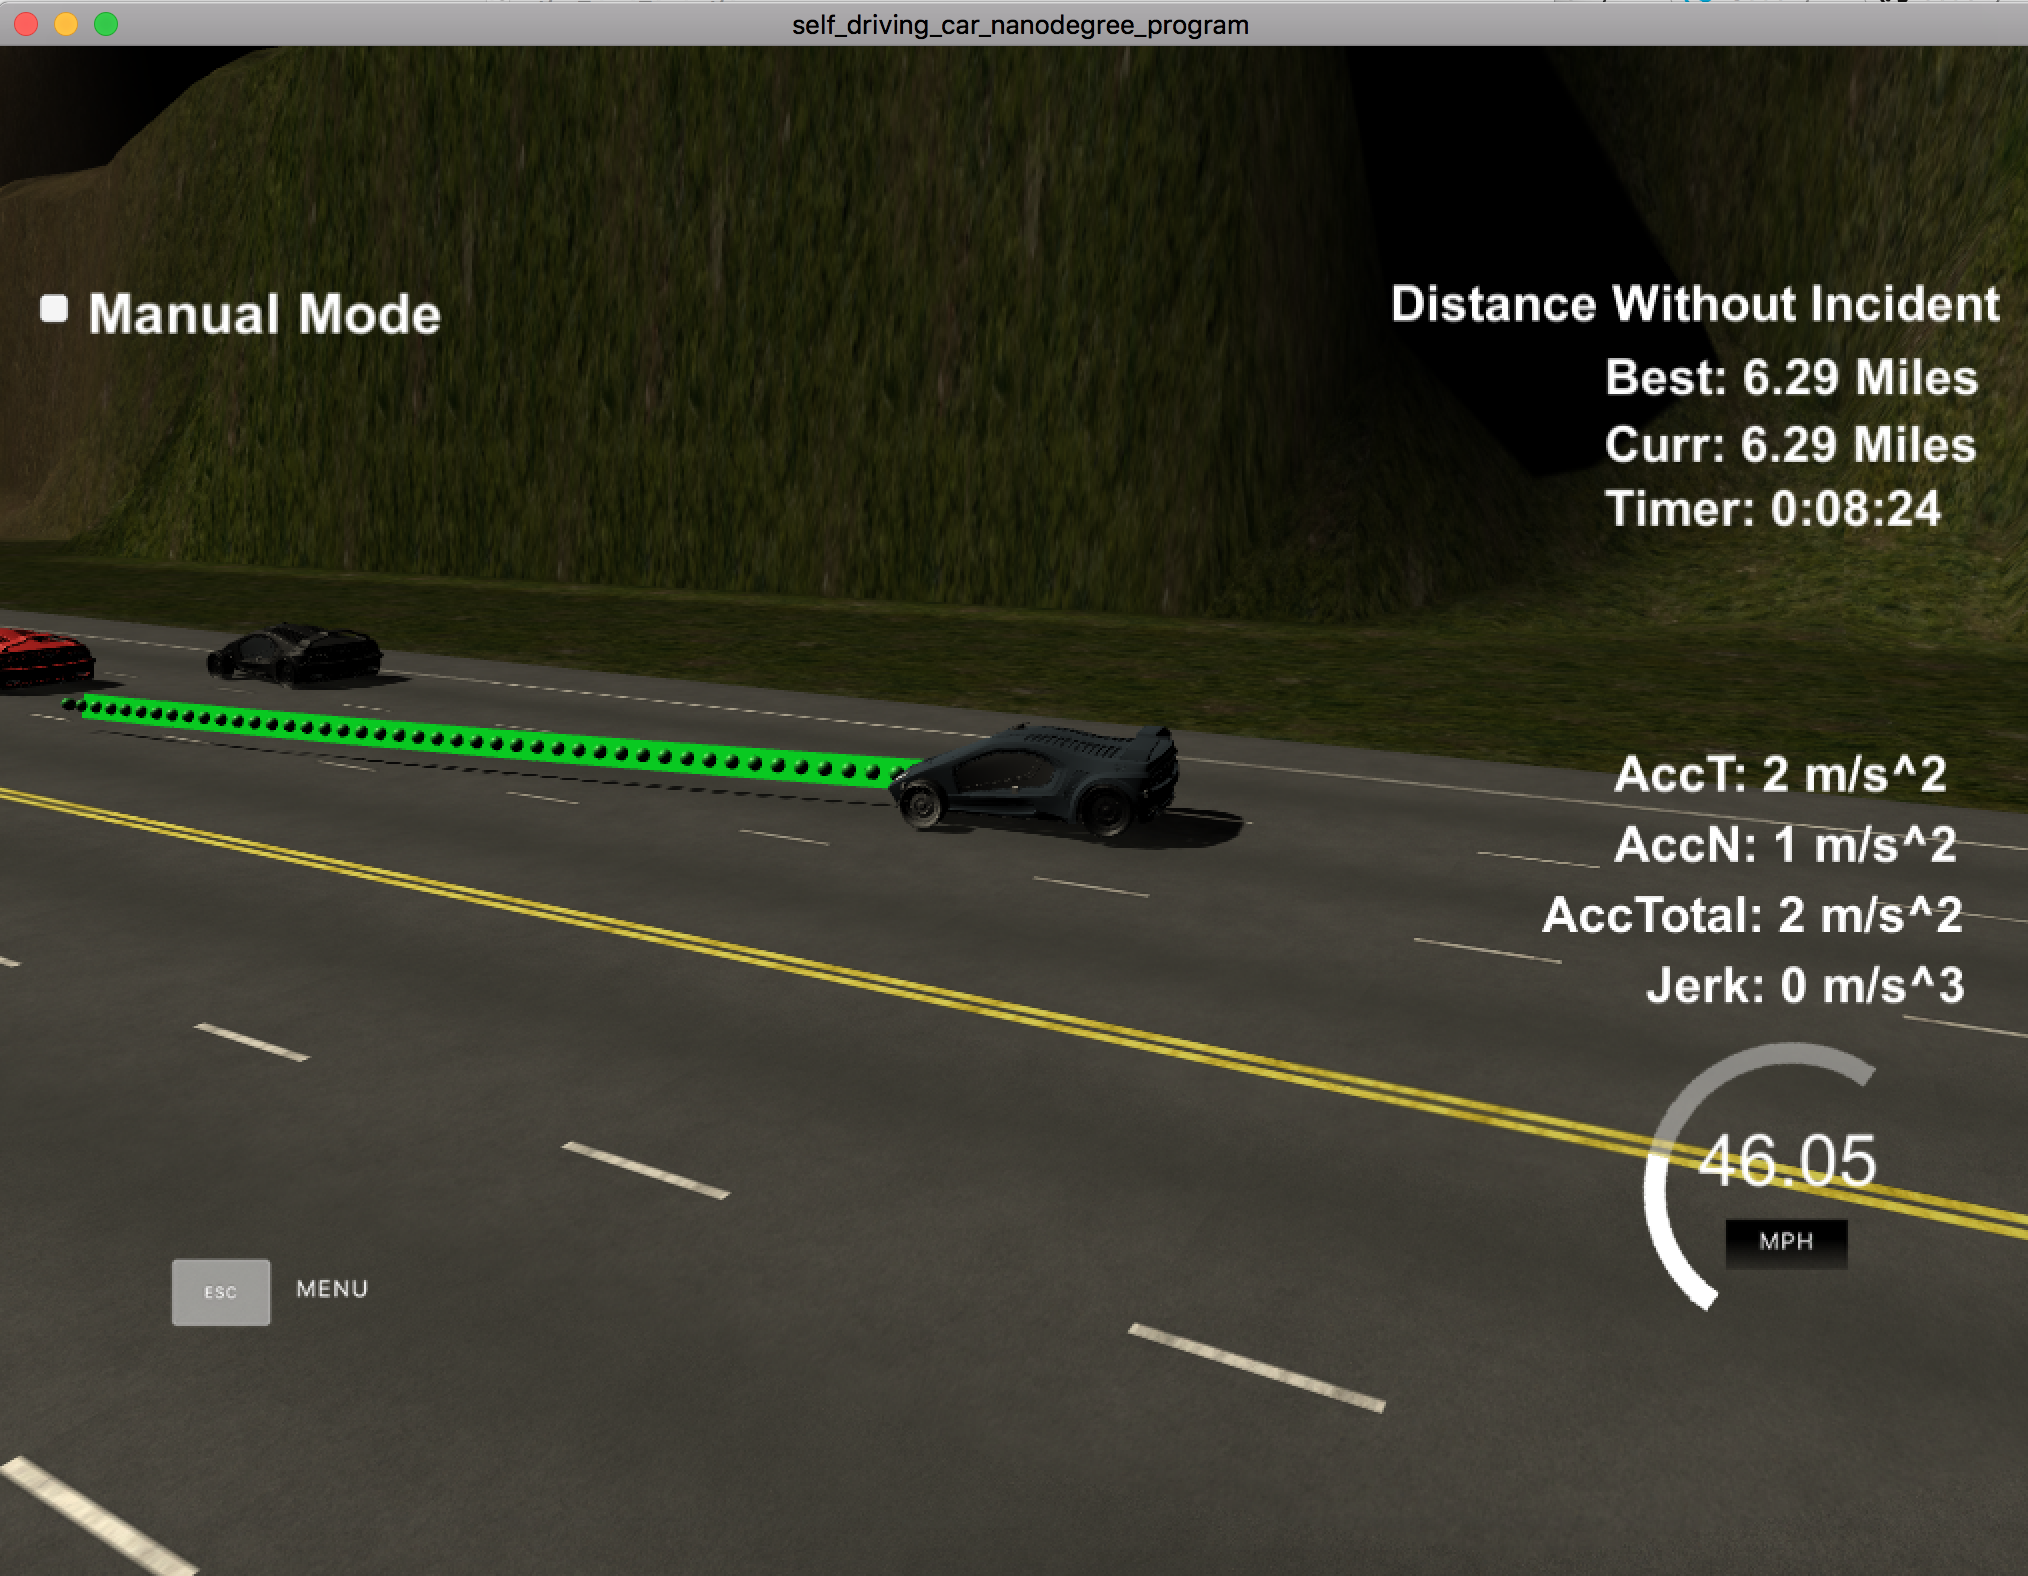 self_driving_car_nanodegree_program
Manual Mode
Distance Without Incident
Best: 6.29 Miles
Curr: 6.29 Miles
Timer: 0:08:24
AccT: 2 m/s^2
AccN: 1 m/s^2
AccTotal: 2 m/s^2
Jerk: 0 m/s^3
46.05
MPH
ESC MENU